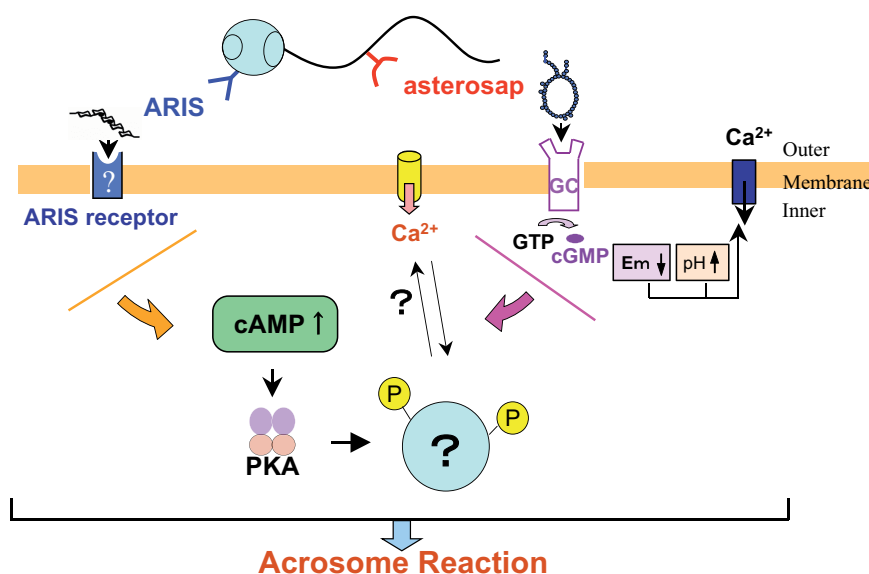 ARIS
asterosap
Ca²⁺
Outer
Membrane
Inner
?
GC
ARIS receptor
Ca²⁺
GTP
cGMP
Em ↓
pH ↑
?
cAMP ↑
P
P
?
PKA
Acrosome Reaction